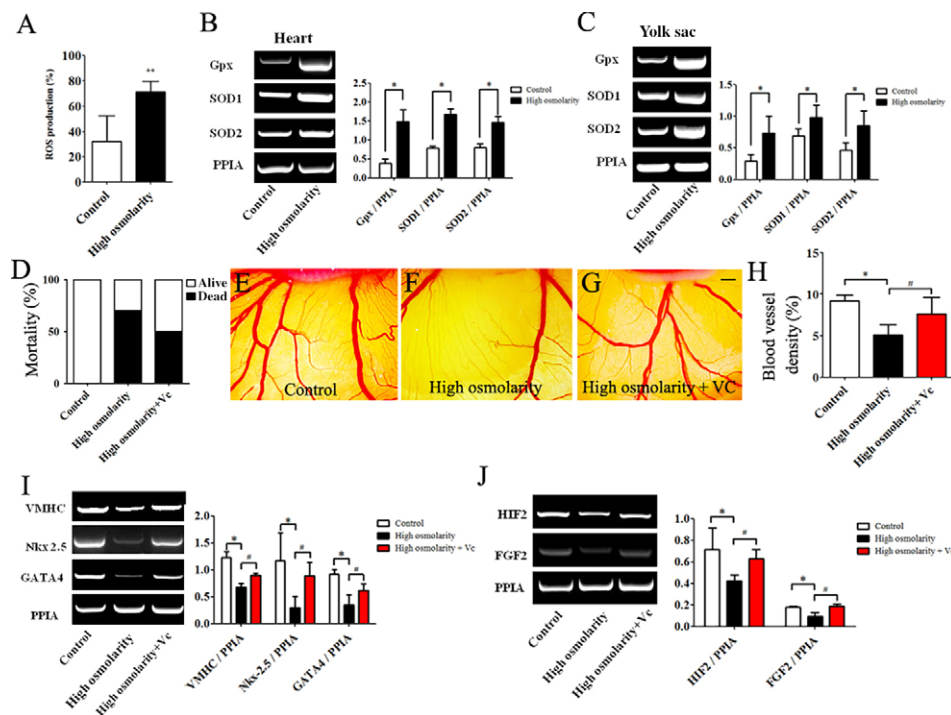 A
ROS production (%)
100
80
60
40
20
0
**
Control
High osmolarity
B
Heart
Gpx
SOD1
SOD2
PPIA
Control
High osmolarity
2.0
1.5
1.0
0.5
0.0
*
*
*
Control
High osmolarity
Gpx / PPIA
SOD1 / PPIA
SOD2 / PPIA
C
Yolk sac
Gpx
SOD1
SOD2
PPIA
Control
High osmolarity
2.0
1.5
1.0
0.5
0.0
*
*
*
Control
High osmolarity
Gpx / PPIA
SOD1 / PPIA
SOD2 / PPIA
D
Mortality (%)
100
50
0
Alive
Dead
Control
High osmolarity
High osmolarity+Vc
E
Control
F
High osmolarity
G
High osmolarity + VC
H
Blood vessel
density (%)
15
10
5
0
*
#
Control
High osmolarity
High osmolarity+ Vc
I
VMHC
Nkx 2.5
GATA4
PPIA
Control
High osmolarity
High osmolarity+Vc
2.0
1.5
1.0
0.5
0.0
*
#
*
#
*
#
Control
High osmolarity
High osmolarity + Vc
VMHC / PPIA
Nkx-2.5 / PPIA
GATA4 / PPIA
J
HIF2
FGF2
PPIA
Control
High osmolarity
High osmolarity+Vc
1.0
0.8
0.6
0.4
0.2
0.0
*
#
*
#
Control
High osmolarity
High osmolarity + Vc
HIF2 / PPIA
FGF2 / PPIA